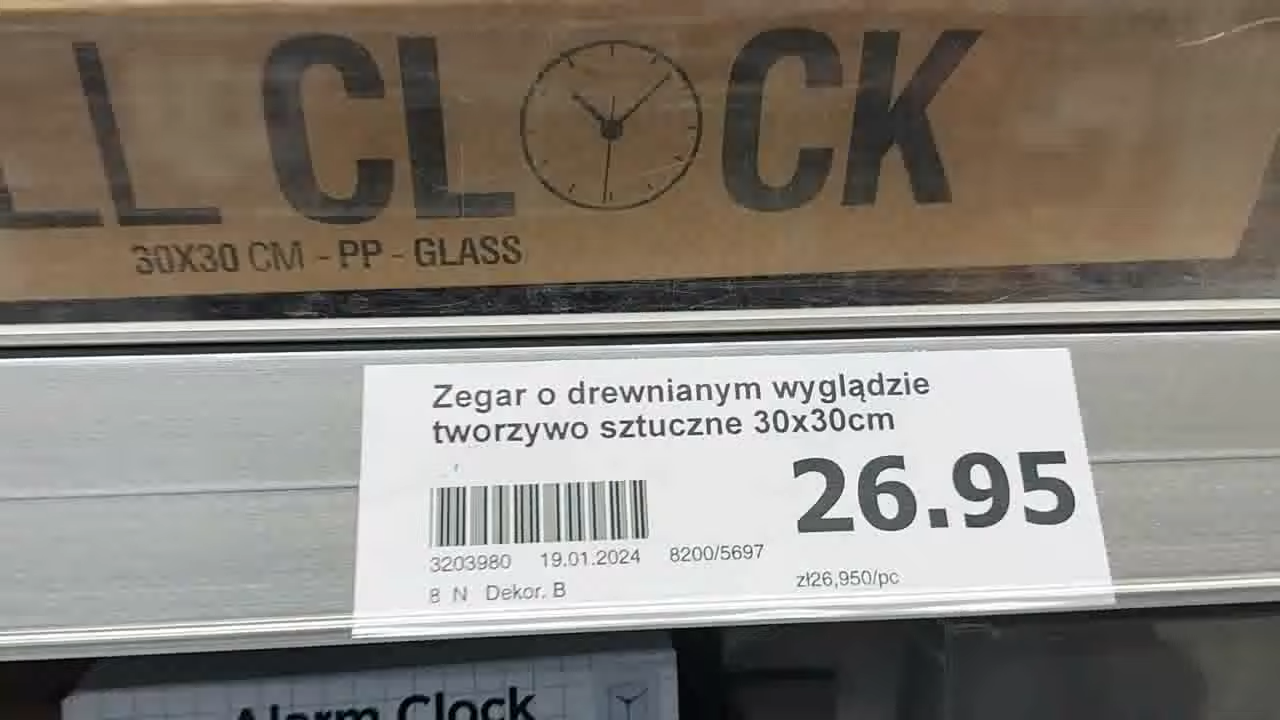 LL CLOCK
30X30 CM - PP - GLASS
Zegar o drewnianym wyglądzie
tworzywo sztuczne 30x30cm
26.95
3203980 19.01.2024 8200/5697
zł26,950/pc
8 N Dekor. B
Alarm Clock